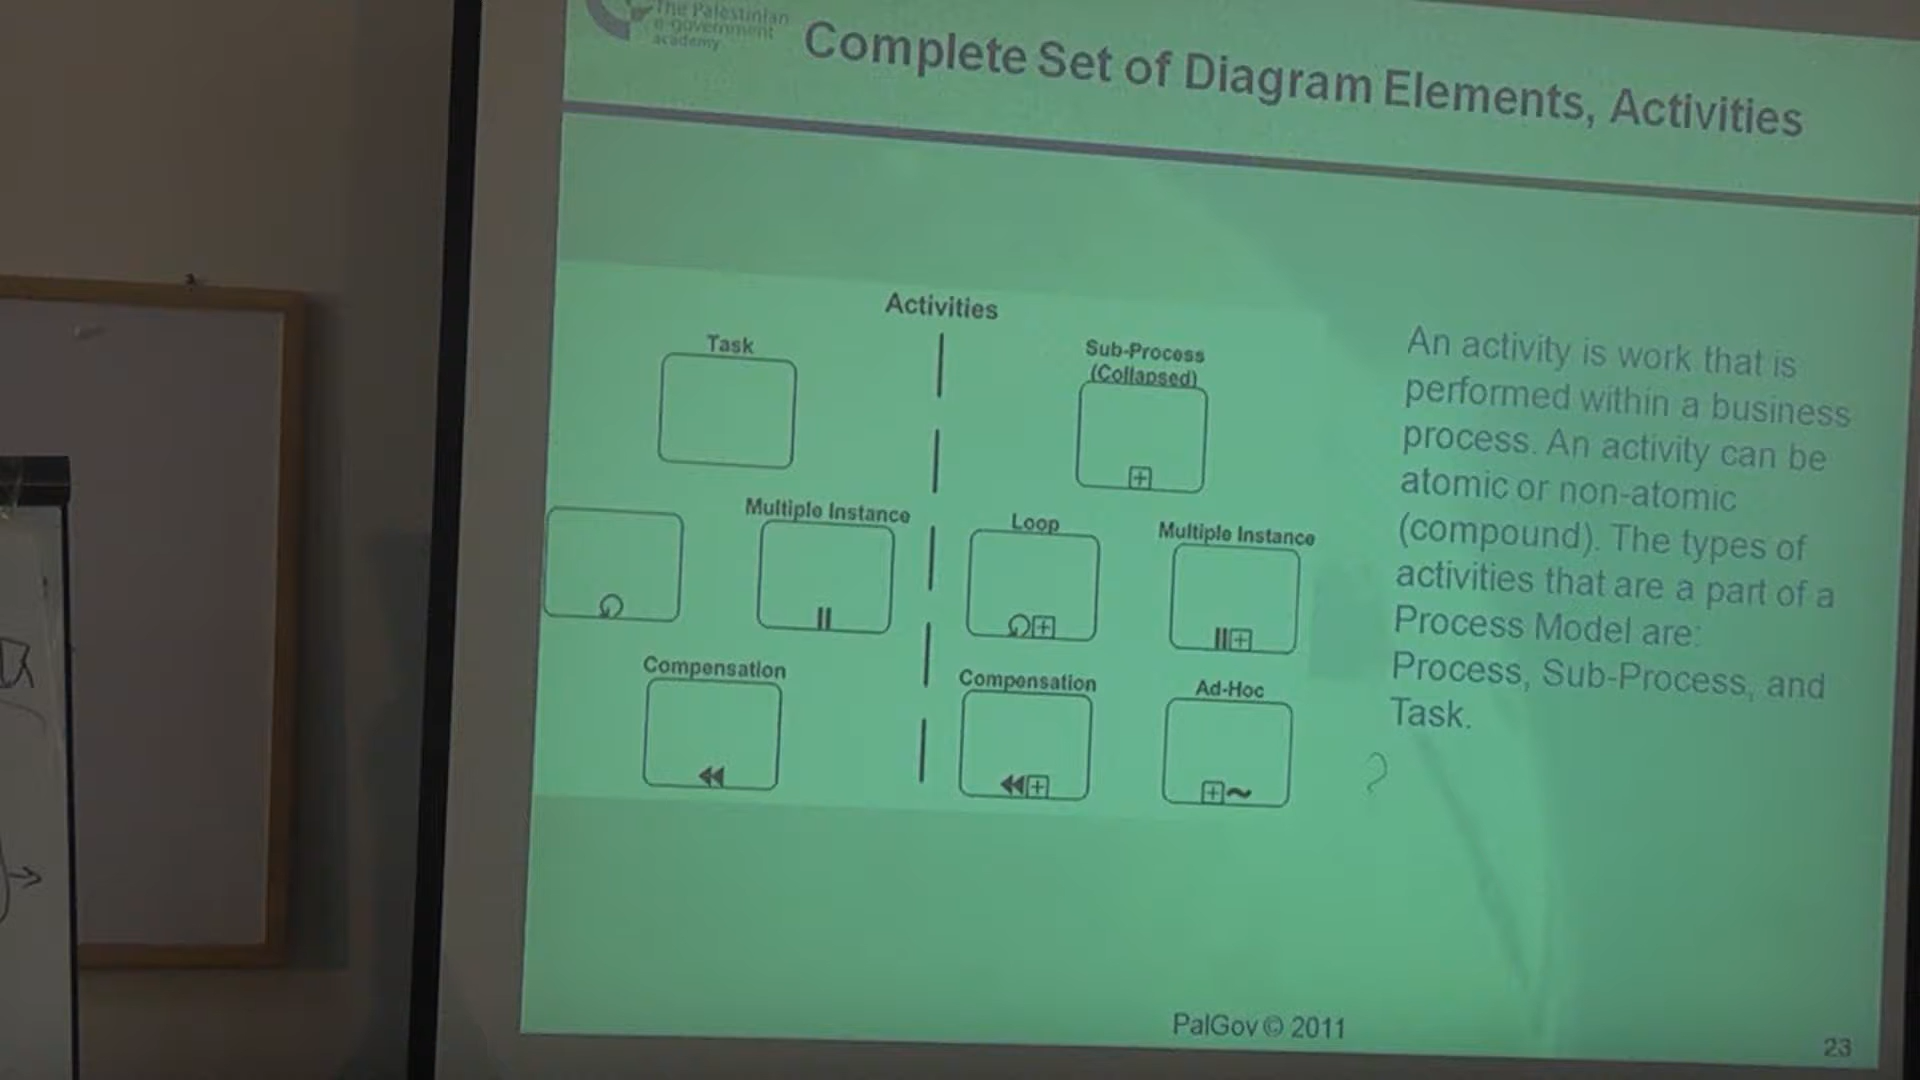 The Palestinian
e-government
academy
Complete Set of Diagram Elements, Activities
Activities
Task
Sub-Process
(Collapsed)
Multiple Instance
Loop
Multiple Instance
Compensation
Compensation
Ad-Hoc
An activity is work that is
performed within a business
process. An activity can be
atomic or non-atomic
(compound). The types of
activities that are a part of a
Process Model are:
Process, Sub-Process, and
Task.
?
PalGov © 2011
23